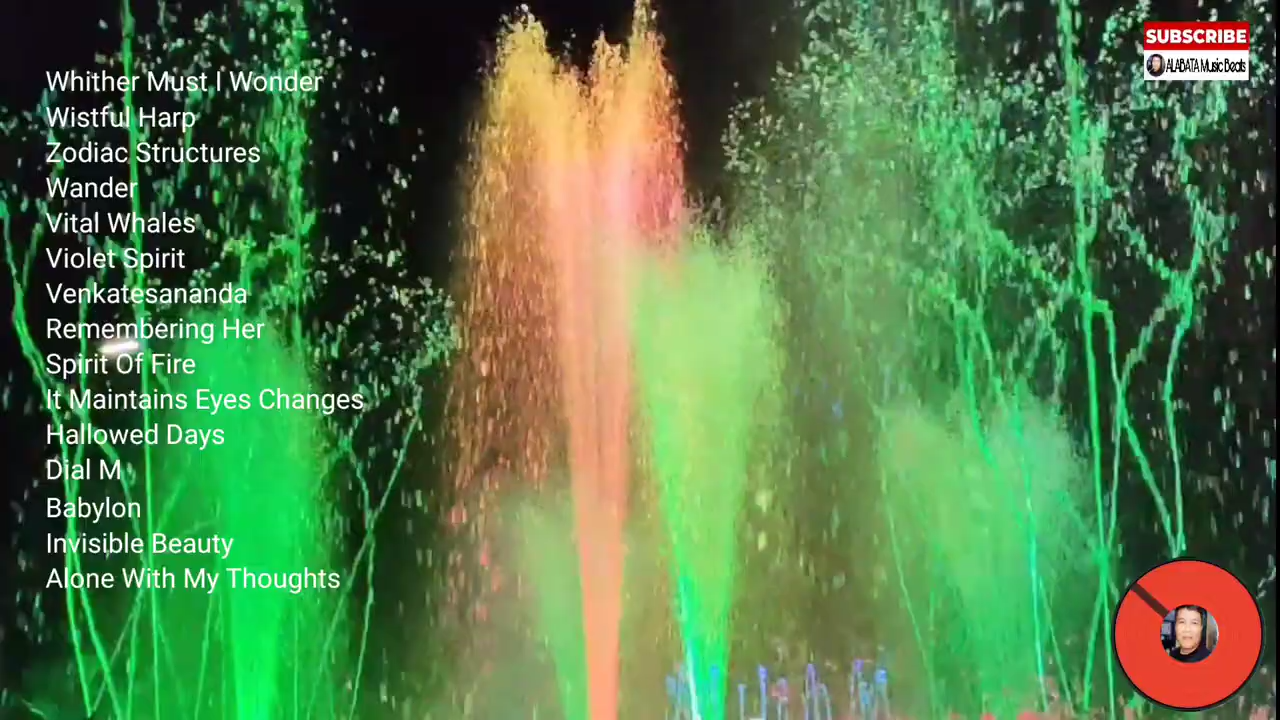 SUBSCRIBE
ALABATA Music Beats
Whither Must I Wonder
Wistful Harp
Zodiac Structures
Wander
Vital Whales
Violet Spirit
Venkatesananda
Remembering Her
Spirit Of Fire
It Maintains Eyes Changes
Hallowed Days
Dial M
Babylon
Invisible Beauty
Alone With My Thoughts